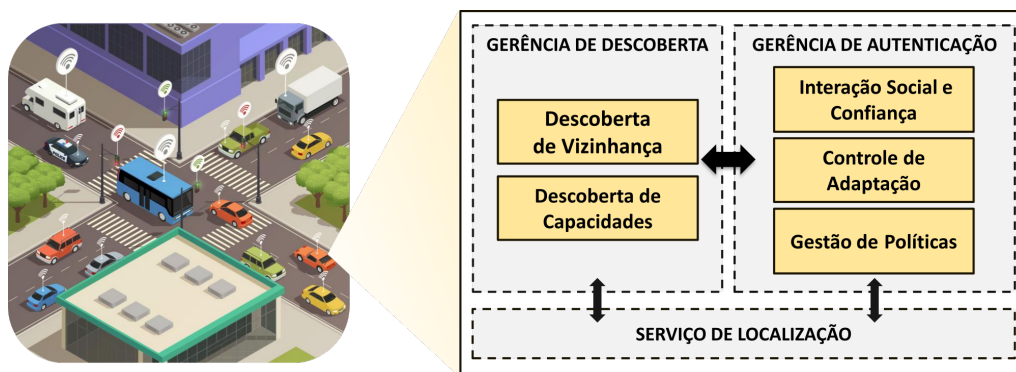 GERÊNCIA DE DESCOBERTA
Descoberta
de Vizinhança
Descoberta de
Capacidades
GERÊNCIA DE AUTENTICAÇÃO
Interação Social e
Confiança
Controle de
Adaptação
Gestão de Políticas
SERVIÇO DE LOCALIZAÇÃO